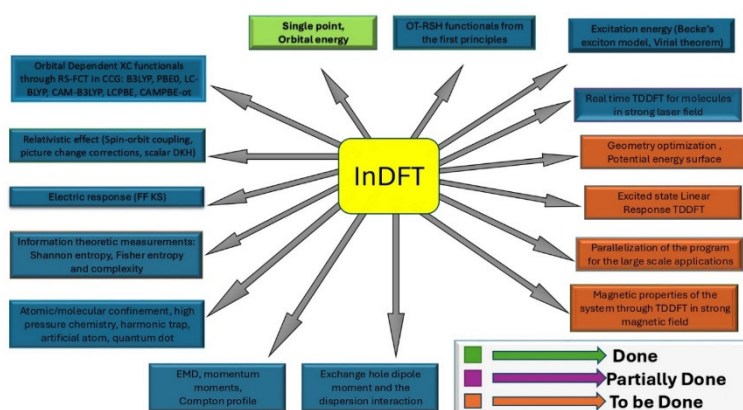 Single point,
Orbital energy
OT-RSH functionals from
the first principles
Excitation energy (Becke's
exciton model, Virial theorem)
Orbital Dependent XC functionals
through RS-FCT in CCG: B3LYP, PBE0, LC-
BLYP, CAM-B3LYP, LCPBE, CAMPBE-ot
Real time TDDFT for molecules
in strong laser field
Relativistic effect (Spin-orbit coupling,
picture change corrections, scalar DKH)
Geometry optimization ,
Potential energy surface
InDFT
Electric response (FF KS)
Excited state Linear
Response TDDFT
Information theoretic measurements:
Shannon entropy, Fisher entropy
and complexity
Parallelization of the program
for the large scale applications
Atomic/molecular confinement, high
pressure chemistry, harmonic trap,
artificial atom, quantum dot
Magnetic properties of the
system through TDDFT in strong
magnetic field
EMD, momentum
moments,
Compton profile
Exchange hole dipole
moment and the
dispersion interaction
Done
Partially Done
To be Done